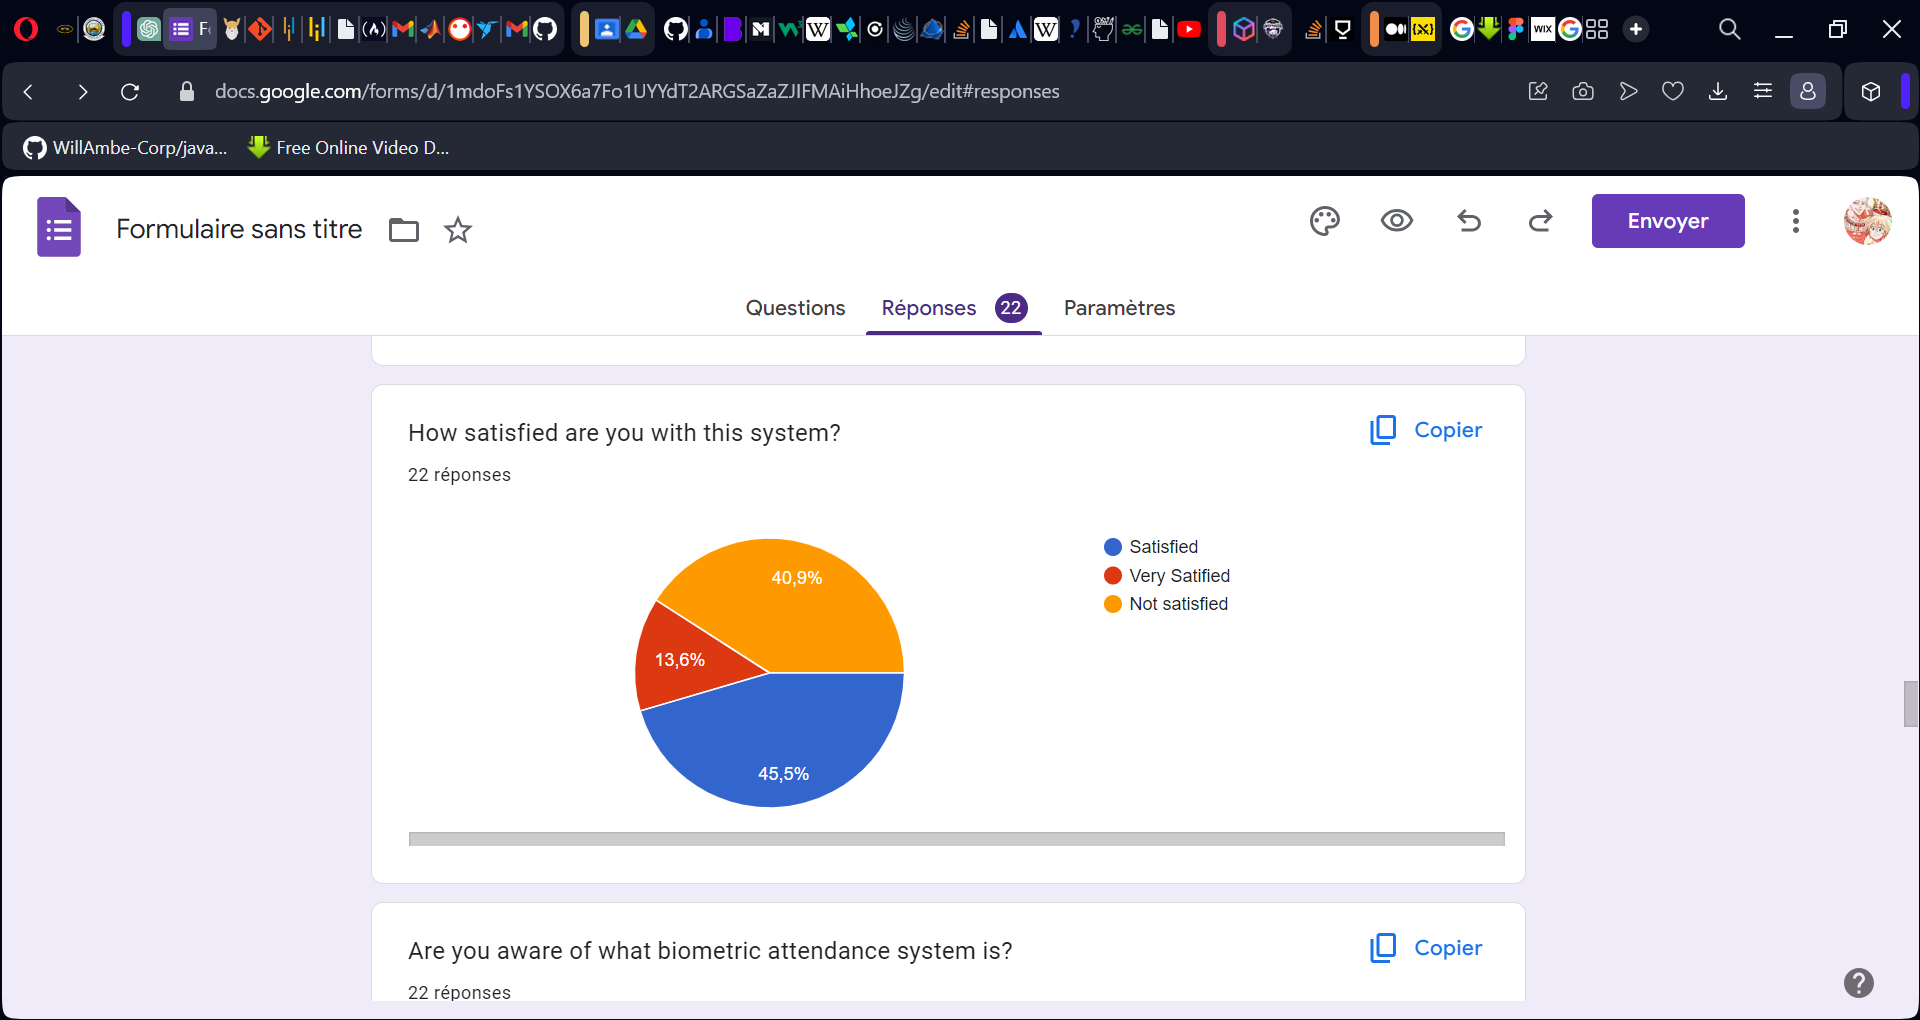 F
docs.google.com/forms/d/1mdoFs1YSOX6a7Fo1UYYdT2ARGSaZaZJIFMAiHhoeJZg/edit#responses
WillAmbe-Corp/java...
Free Online Video D...
Formulaire sans titre
Envoyer
Questions
Réponses 22
Paramètres
How satisfied are you with this system?
Copier
22 réponses
40,9%
13,6%
45,5%
Satisfied
Very Satified
Not satisfied
Are you aware of what biometric attendance system is?
Copier
22 réponses